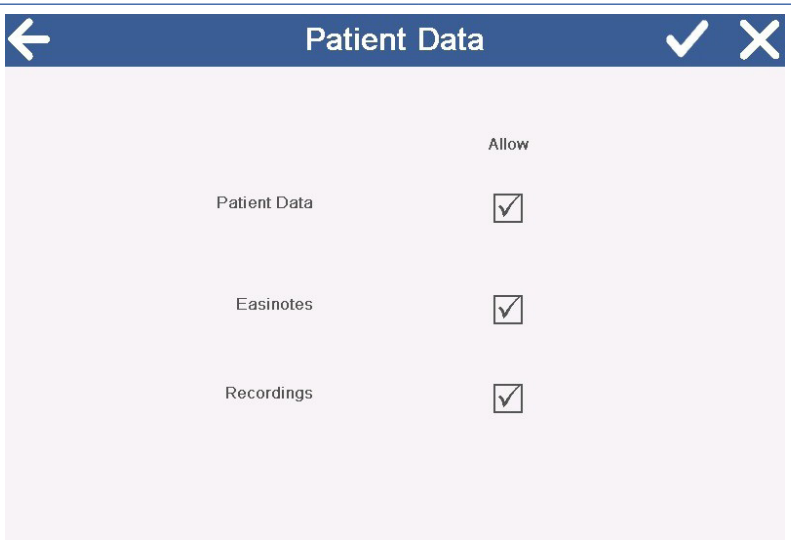 Patient Data
Allow
Patient Data
Easinotes
Recordings